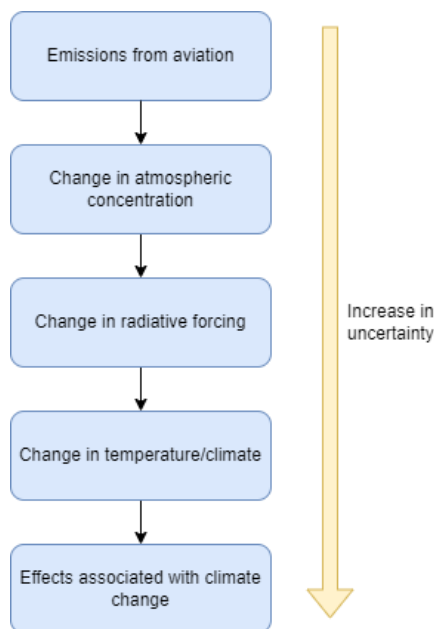 Emissions from aviation
Change in atmospheric
concentration
Change in radiative forcing
Increase in
uncertainty
Change in temperature/climate
Effects associated with climate
change